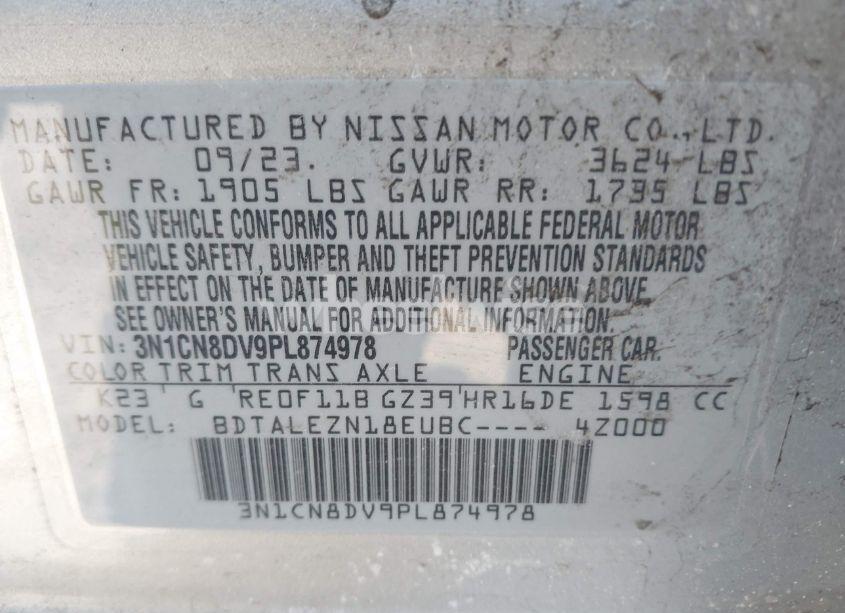 MANUFACTURED BY NISSAN MOTOR CO.,LTD.
DATE: 09/23. GVWR: 3624 LBS
GAWR FR: 1905 LBS GAWR RR: 1735 LBS
THIS VEHICLE CONFORMS TO ALL APPLICABLE FEDERAL MOTOR
VEHICLE SAFETY, BUMPER AND THEFT PREVENTION STANDARDS
IN EFFECT ON THE DATE OF MANUFACTURE SHOWN ABOVE.
SEE OWNER'S MANUAL FOR ADDITIONAL INFORMATION.
VIN: 3N1CN8DV9PL874978 PASSENGER CAR.
COLOR TRIM TRANS AXLE ENGINE
K23 G RE0F11B GZ39 HR16DE 1598 CC
MODEL: BDTALEZN18EUBC---- 4Z000
3N1CN8DV9PL874978